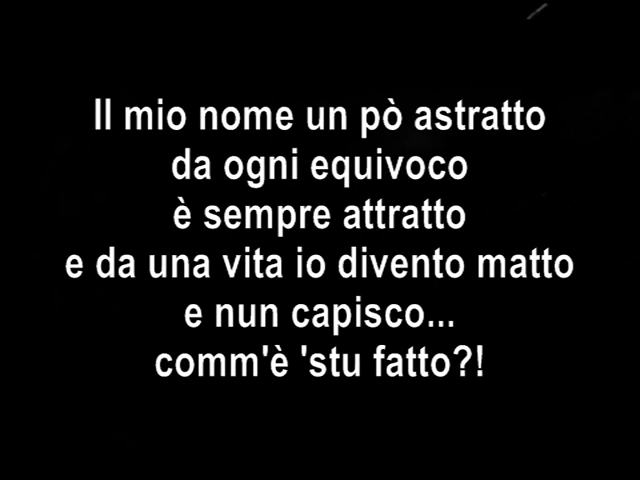 Il mio nome un pò astratto
da ogni equivoco
è sempre attratto
e da una vita io divento matto
e nun capisco...
comm'è 'stu fatto?!